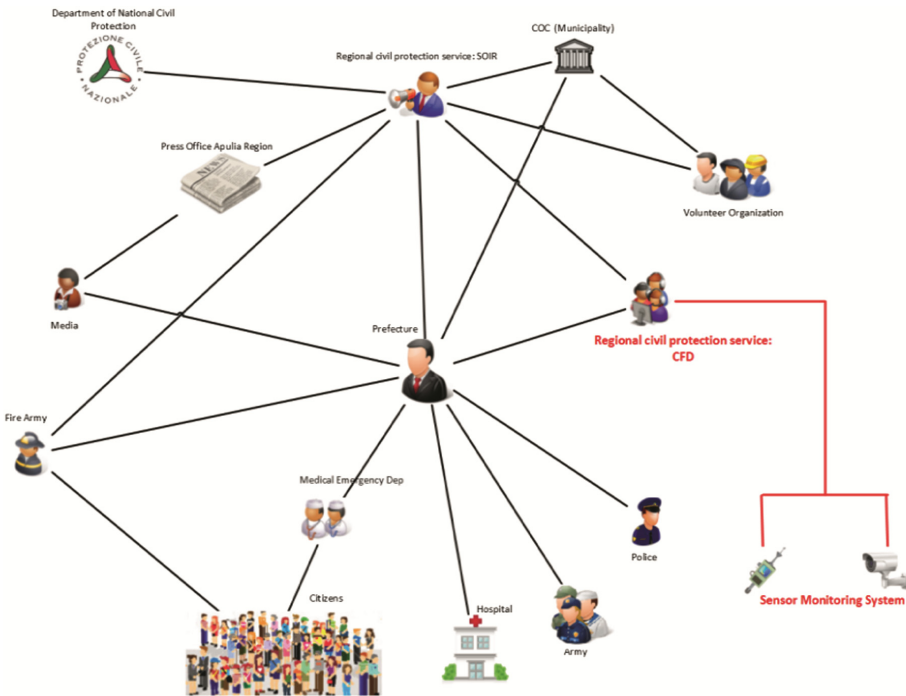 Department of National Civil
Protection
PROTEZIONE CIVILE
NAZIONALE
Regional civil protection service: SOIR
COC (Municipality)
Press Office Apulia Region
NEWS
Volunteer Organization
Media
Prefecture
Regional civil protection service:
CFD
Fire Army
Medical Emergency Dep
Police
Citizens
Hospital
Sensor Monitoring System
Army